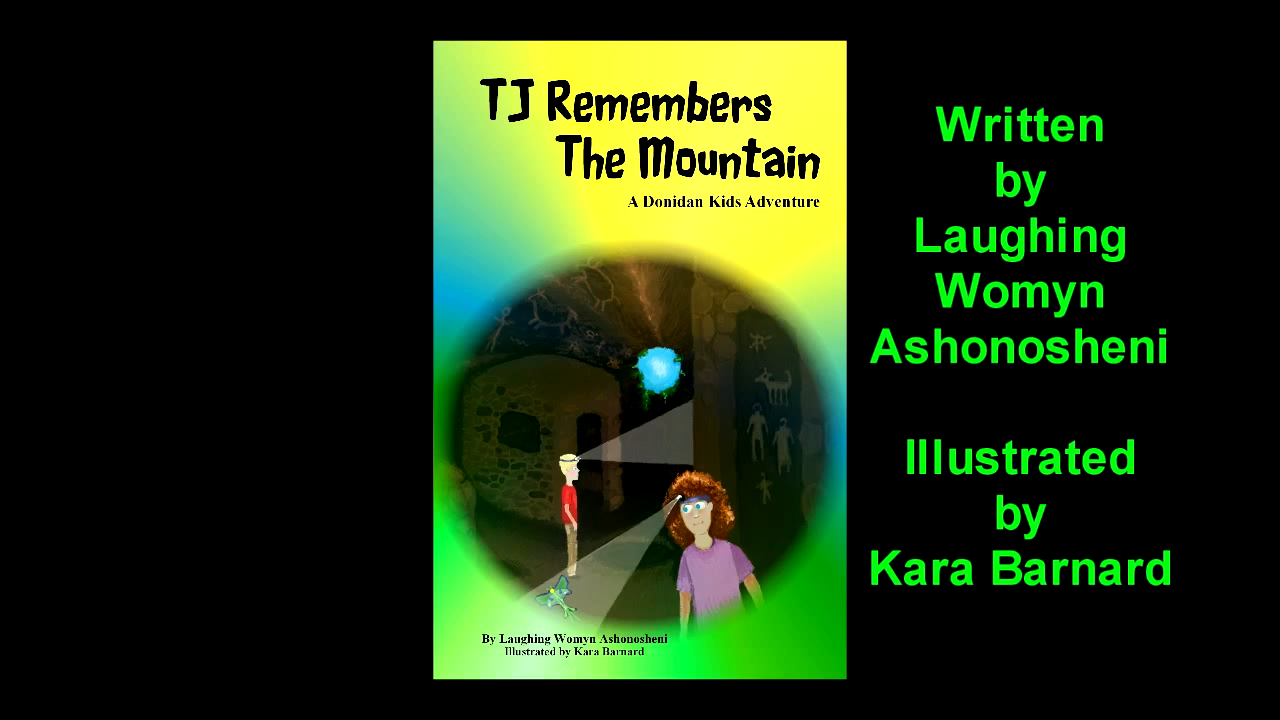 TJ Remembers
The Mountain
A Donidan Kids Adventure
By Laughing Womyn Ashonosheni
Illustrated by Kara Barnard
Written
by
Laughing
Womyn
Ashonosheni
Illustrated
by
Kara Barnard